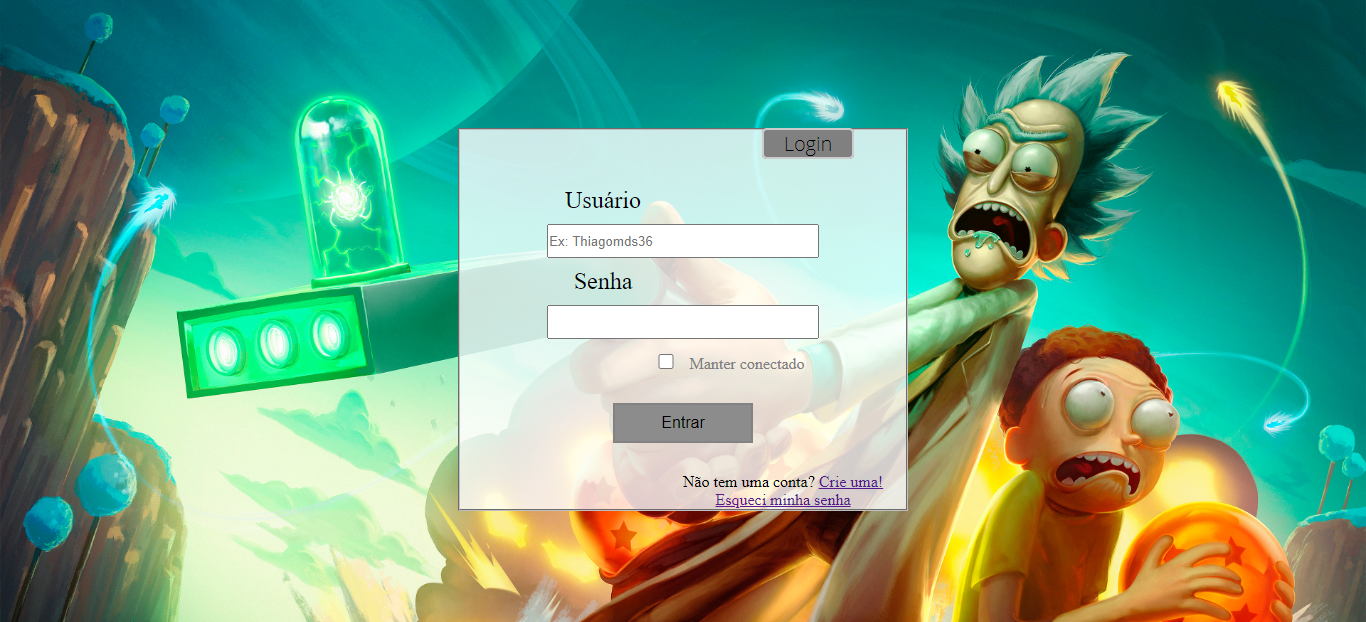 Login
Usuário
Ex: Thiagomds36
Senha
Manter conectado
Entrar
Não tem uma conta? Crie uma!
Esqueci minha senha